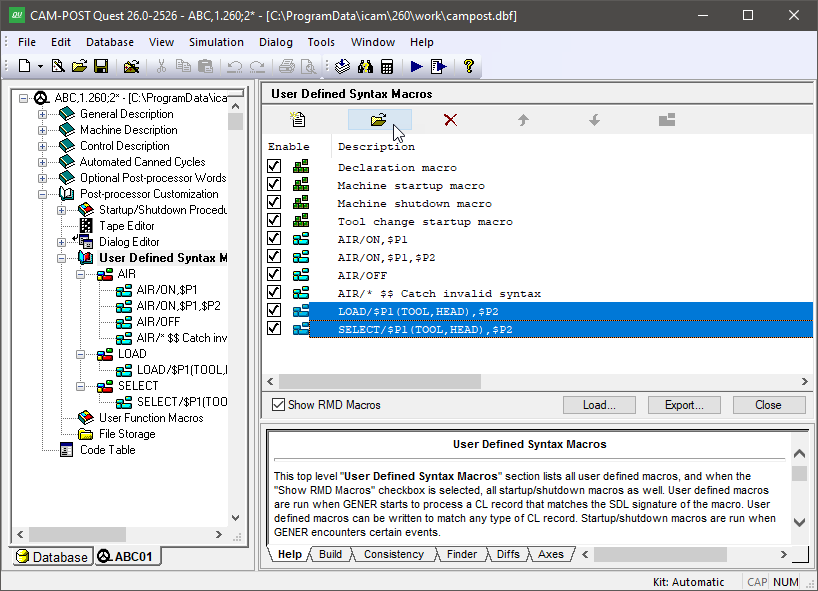 CAM-POST Quest 26.0-2526 - ABC,1.260;2* - [C:\ProgramData\icam\260\work\campost.dbf]
File Edit Database View Simulation Dialog Tools Window Help
ABC,1.260;2* - [C:\ProgramData\ica
General Description
Machine Description
Control Description
Automated Canned Cycles
Optional Post-processor Words
Post-processor Customization
Startup/Shutdown Procedu
Tape Editor
Dialog Editor
User Defined Syntax M
AIR
AIR/ON,$P1
AIR/ON,$P1,$P2
AIR/OFF
AIR/* $$ Catch inv
LOAD
LOAD/$P1(TOOL,
SELECT
SELECT/$P1(TOO
User Function Macros
File Storage
Code Table
Database ABC01
User Defined Syntax Macros
Enable Description
Declaration macro
Machine startup macro
Machine shutdown macro
Tool change startup macro
AIR/ON,$P1
AIR/ON,$P1,$P2
AIR/OFF
AIR/* $$ Catch invalid syntax
LOAD/$P1(TOOL,HEAD),$P2
SELECT/$P1(TOOL,HEAD),$P2
Show RMD Macros Load... Export... Close
User Defined Syntax Macros
This top level "User Defined Syntax Macros" section lists all user defined macros, and when the
"Show RMD Macros" checkbox is selected, all startup/shutdown macros as well. User defined macros
are run when GENER starts to process a CL record that matches the SDL signature of the macro. User
defined macros can be written to match any type of CL record. Startup/shutdown macros are run when
GENER encounters certain events.
Help Build Consistency Finder Diffs Axes
Kit: Automatic CAP NUM